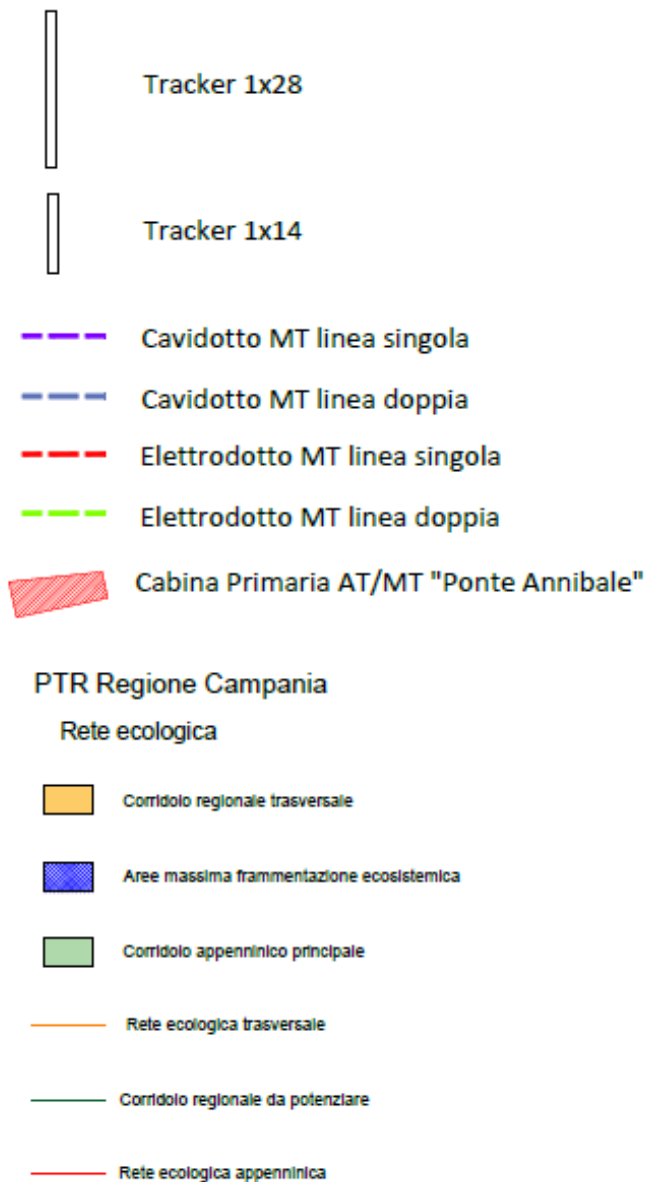 Tracker 1x28
Tracker 1x14
Cavidotto MT linea singola
Cavidotto MT linea doppia
Elettrodotto MT linea singola
Elettrodotto MT linea doppia
Cabina Primaria AT/MT "Ponte Annibale"
PTR Regione Campania
Rete ecologica
Corridoio regionale trasversale
Aree massima frammentazione ecosistemica
Corridoio appenninico principale
Rete ecologica trasversale
Corridoio regionale da potenziare
Rete ecologica appenninica